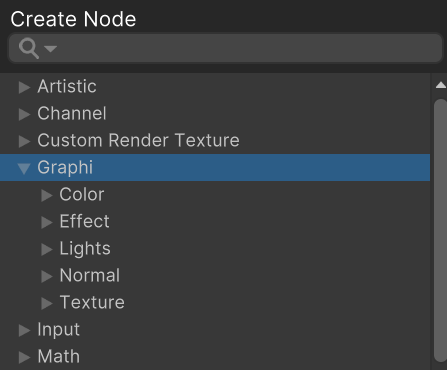 Create Node
Artistic
Channel
Custom Render Texture
Graphi
Color
Effect
Lights
Normal
Texture
Input
Math